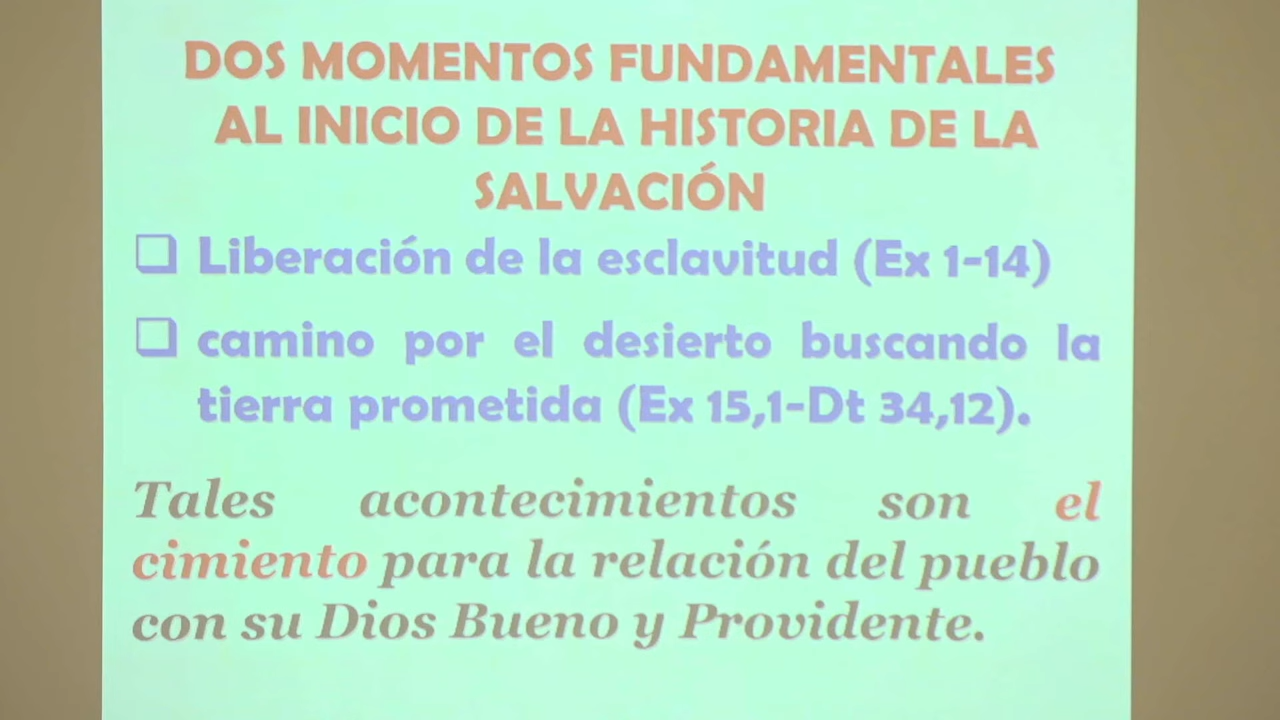 DOS MOMENTOS FUNDAMENTALES
AL INICIO DE LA HISTORIA DE LA
SALVACIÓN
❑ Liberación de la esclavitud (Ex 1-14)
❑ camino por el desierto buscando la
tierra prometida (Ex 15,1-Dt 34,12).
Tales acontecimientos son el
cimiento para la relación del pueblo
con su Dios Bueno y Providente.